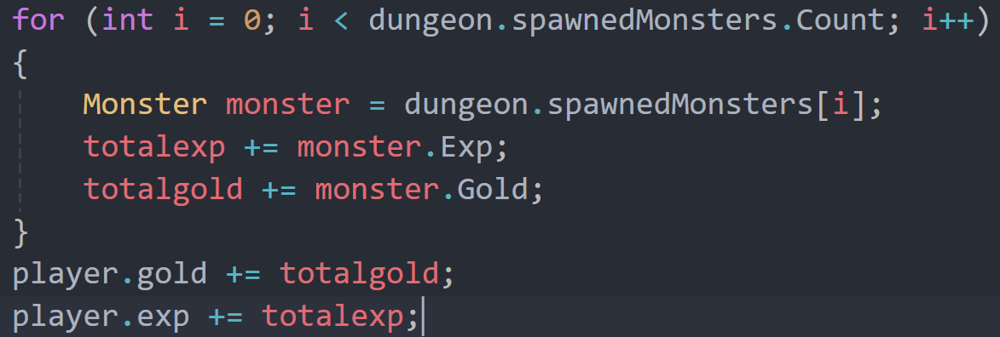 for (int i = 0; i < dungeon.spawnedMonsters.Count; i++)
{
    Monster monster = dungeon.spawnedMonsters[i];
    totalexp += monster.Exp;
    totalgold += monster.Gold;
}
player.gold += totalgold;
player.exp += totalexp;